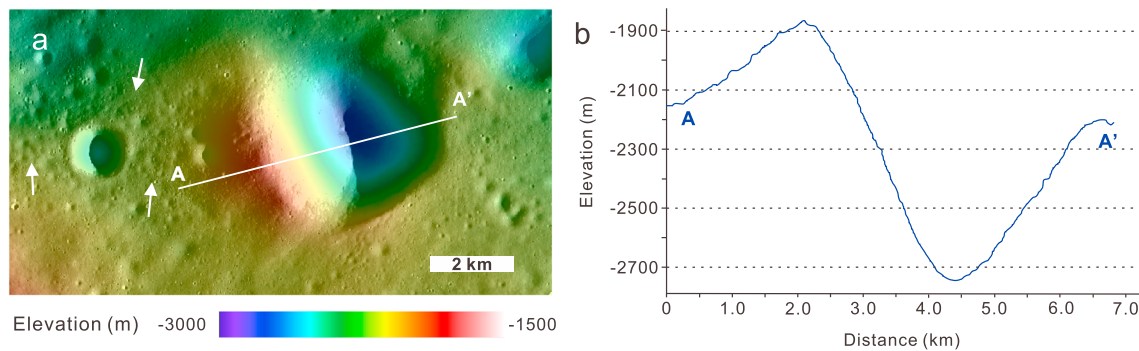 a
A
A'
2 km
Elevation (m) -3000 -1500
b
Elevation (m)
-1900
-2100
-2300
-2500
-2700
A
A'
0 1.0 2.0 3.0 4.0 5.0 6.0 7.0
Distance (km)